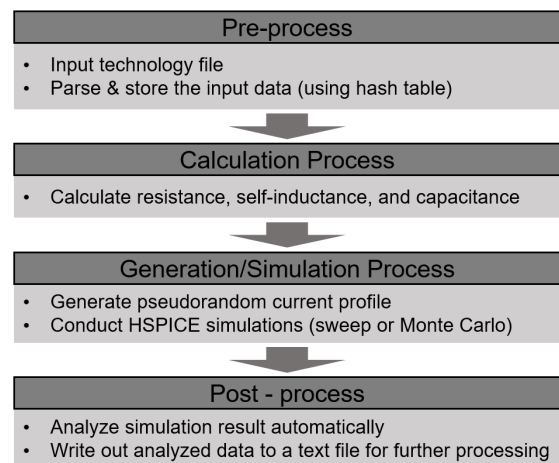 Pre-process
• Input technology file
• Parse & store the input data (using hash table)
Calculation Process
• Calculate resistance, self-inductance, and capacitance
Generation/Simulation Process
• Generate pseudorandom current profile
• Conduct HSPICE simulations (sweep or Monte Carlo)
Post - process
• Analyze simulation result automatically
• Write out analyzed data to a text file for further processing